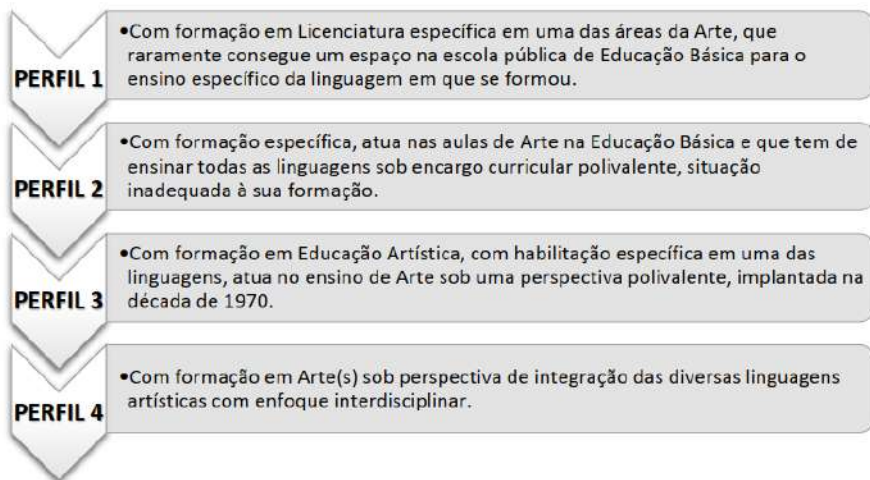 PERFIL 1
•Com formação em Licenciatura específica em uma das áreas da Arte, que
raramente consegue um espaço na escola pública de Educação Básica para o
ensino específico da linguagem em que se formou.
PERFIL 2
•Com formação específica, atua nas aulas de Arte na Educação Básica e que tem de
ensinar todas as linguagens sob encargo curricular polivalente, situação
inadequada à sua formação.
PERFIL 3
•Com formação em Educação Artística, com habilitação específica em uma das
linguagens, atua no ensino de Arte sob uma perspectiva polivalente, implantada na
década de 1970.
PERFIL 4
•Com formação em Arte(s) sob perspectiva de integração das diversas linguagens
artísticas com enfoque interdisciplinar.